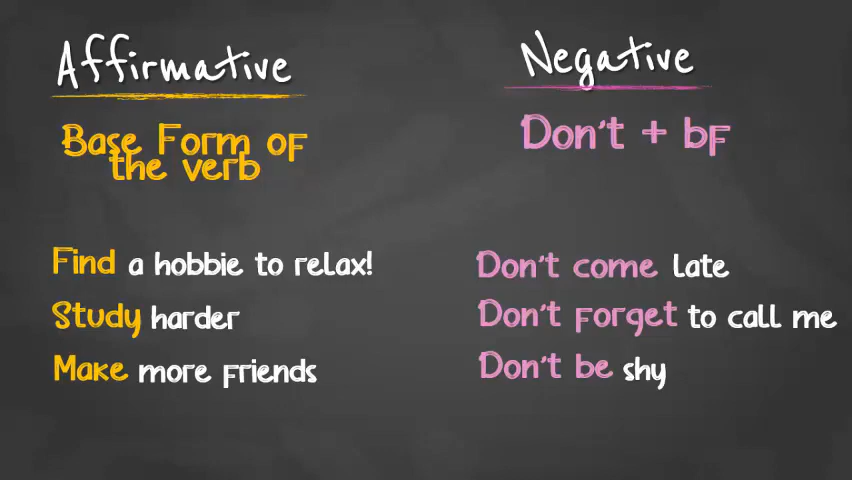 Affirmative
Base Form of
the verb
Find a hobbie to relax!
Study harder
Make more friends
Negative
Don't + bF
Don't come late
Don't forget to call me
Don't be shy